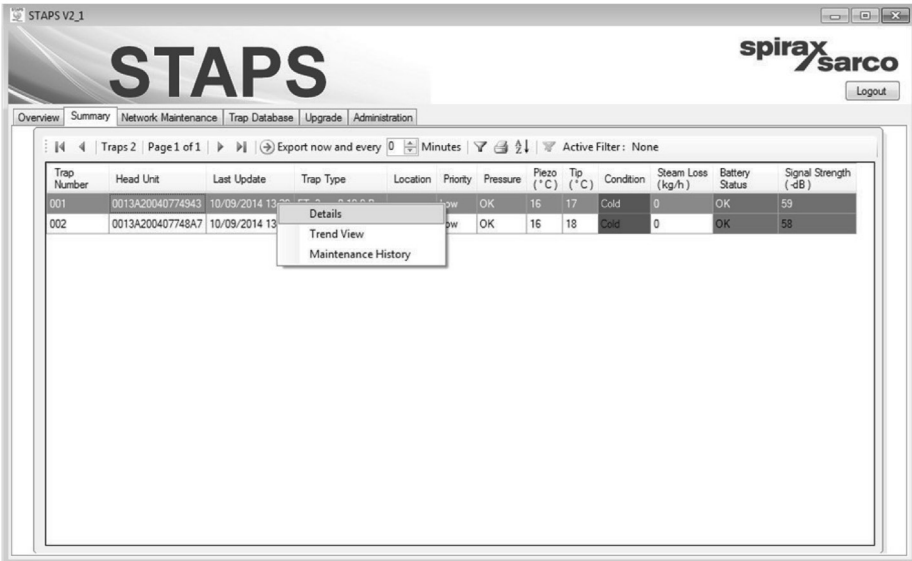 STAPS V2_1
STAPS
spirax sarco
Logout
Overview Summary Network Maintenance Trap Database Upgrade Administration
Traps 2 Page 1 of 1 Export now and every 0 Minutes Active Filter : None
Trap Number Head Unit Last Update Trap Type Location Priority Pressure Piezo (°C) Tip (°C) Condition Steam Loss (kg/h) Battery Status Signal Strength (-dB)
001 0013A20040774943 10/09/2014 OK 16 17 Cold 0 OK 59
002 0013A200407748A7 10/09/2014 OK 16 18 Cold 0 OK 58
Details
Trend View
Maintenance History